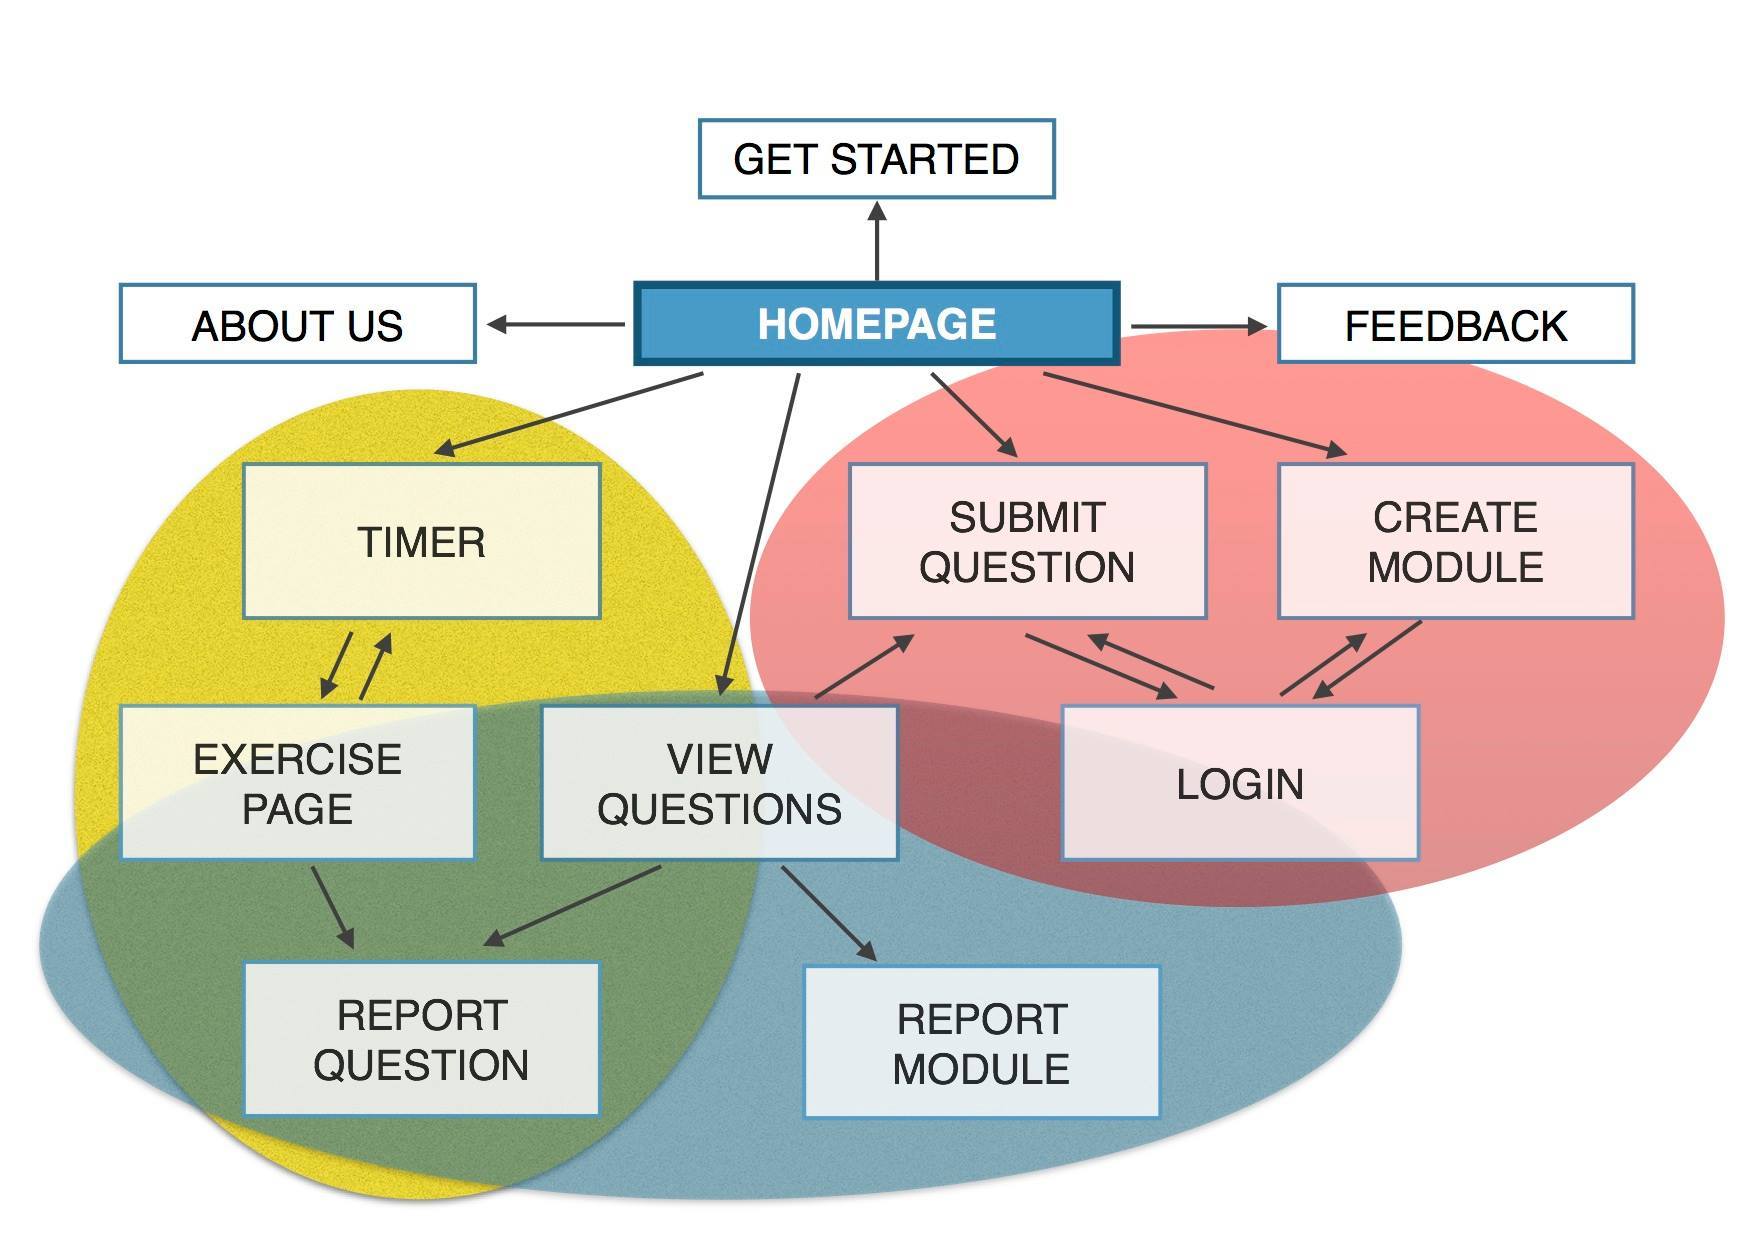 GET STARTED
ABOUT US
HOMEPAGE
FEEDBACK
TIMER
SUBMIT
QUESTION
CREATE
MODULE
EXERCISE
PAGE
VIEW
QUESTIONS
LOGIN
REPORT
QUESTION
REPORT
MODULE